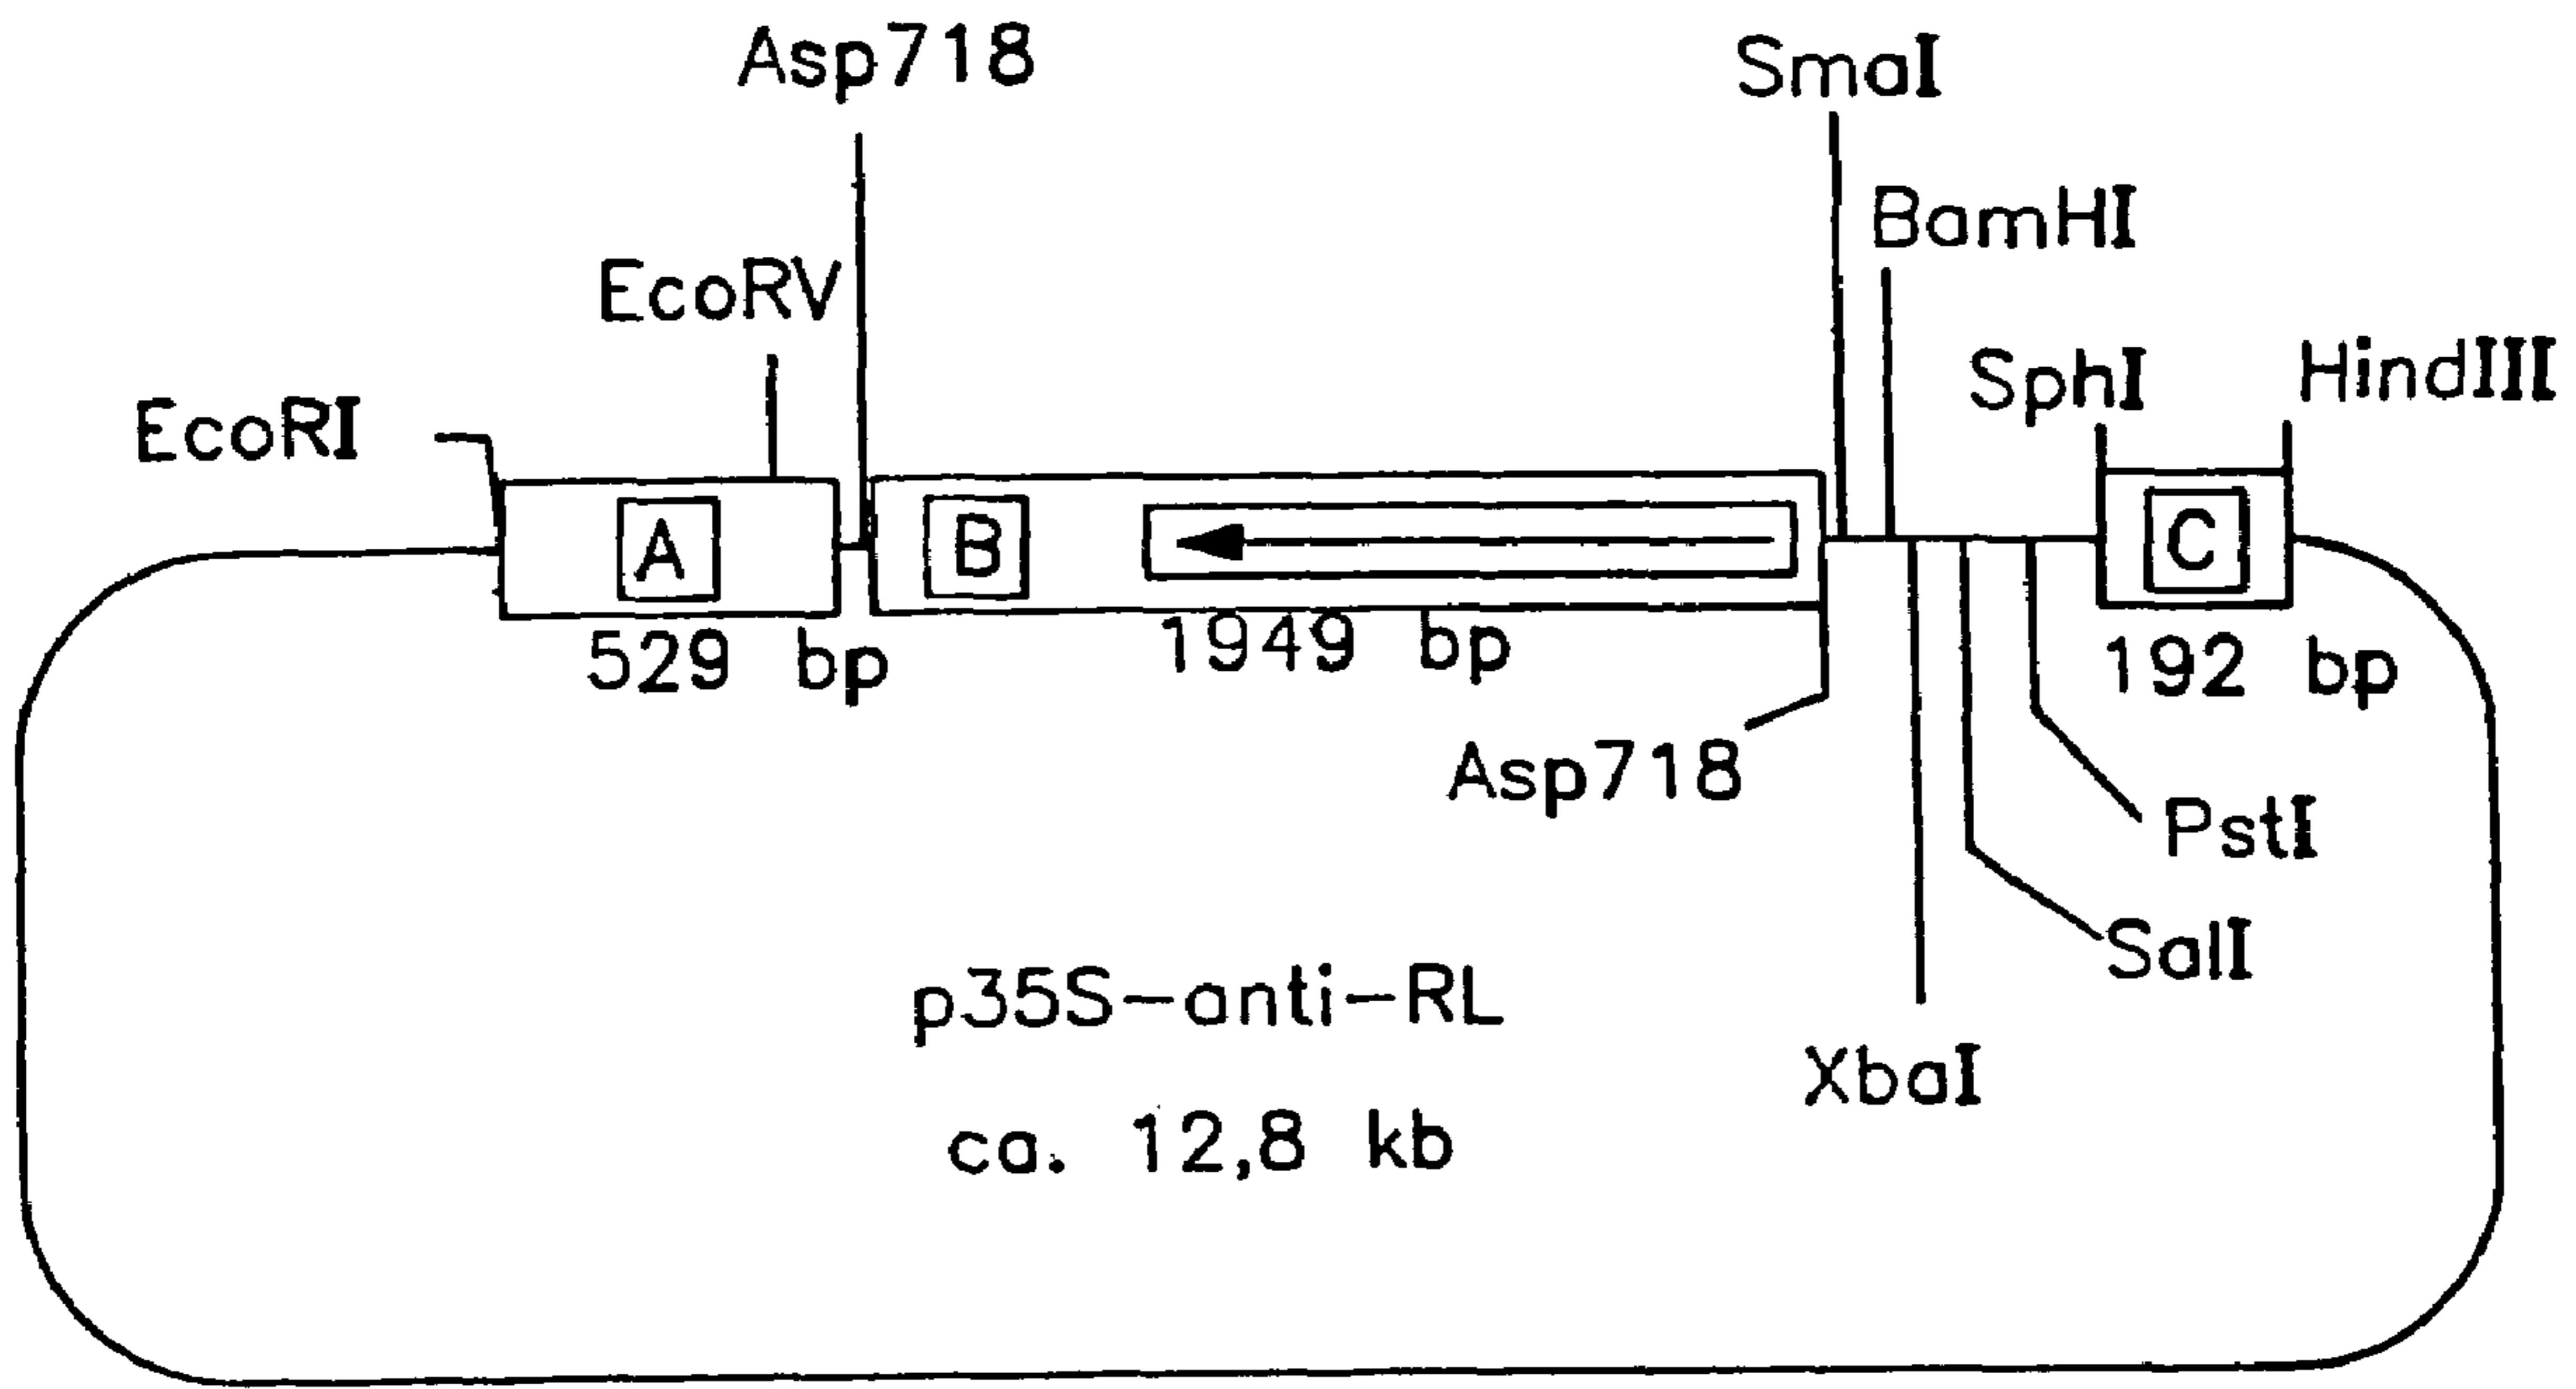 Asp718
SmaI
BamHI
EcoRV
SphI
HindIII
EcoRI
A
B
C
529 bp
1949 bp
192 bp
Asp718
PstI
SalI
p35S-anti-RL
XbaI
ca. 12,8 kb